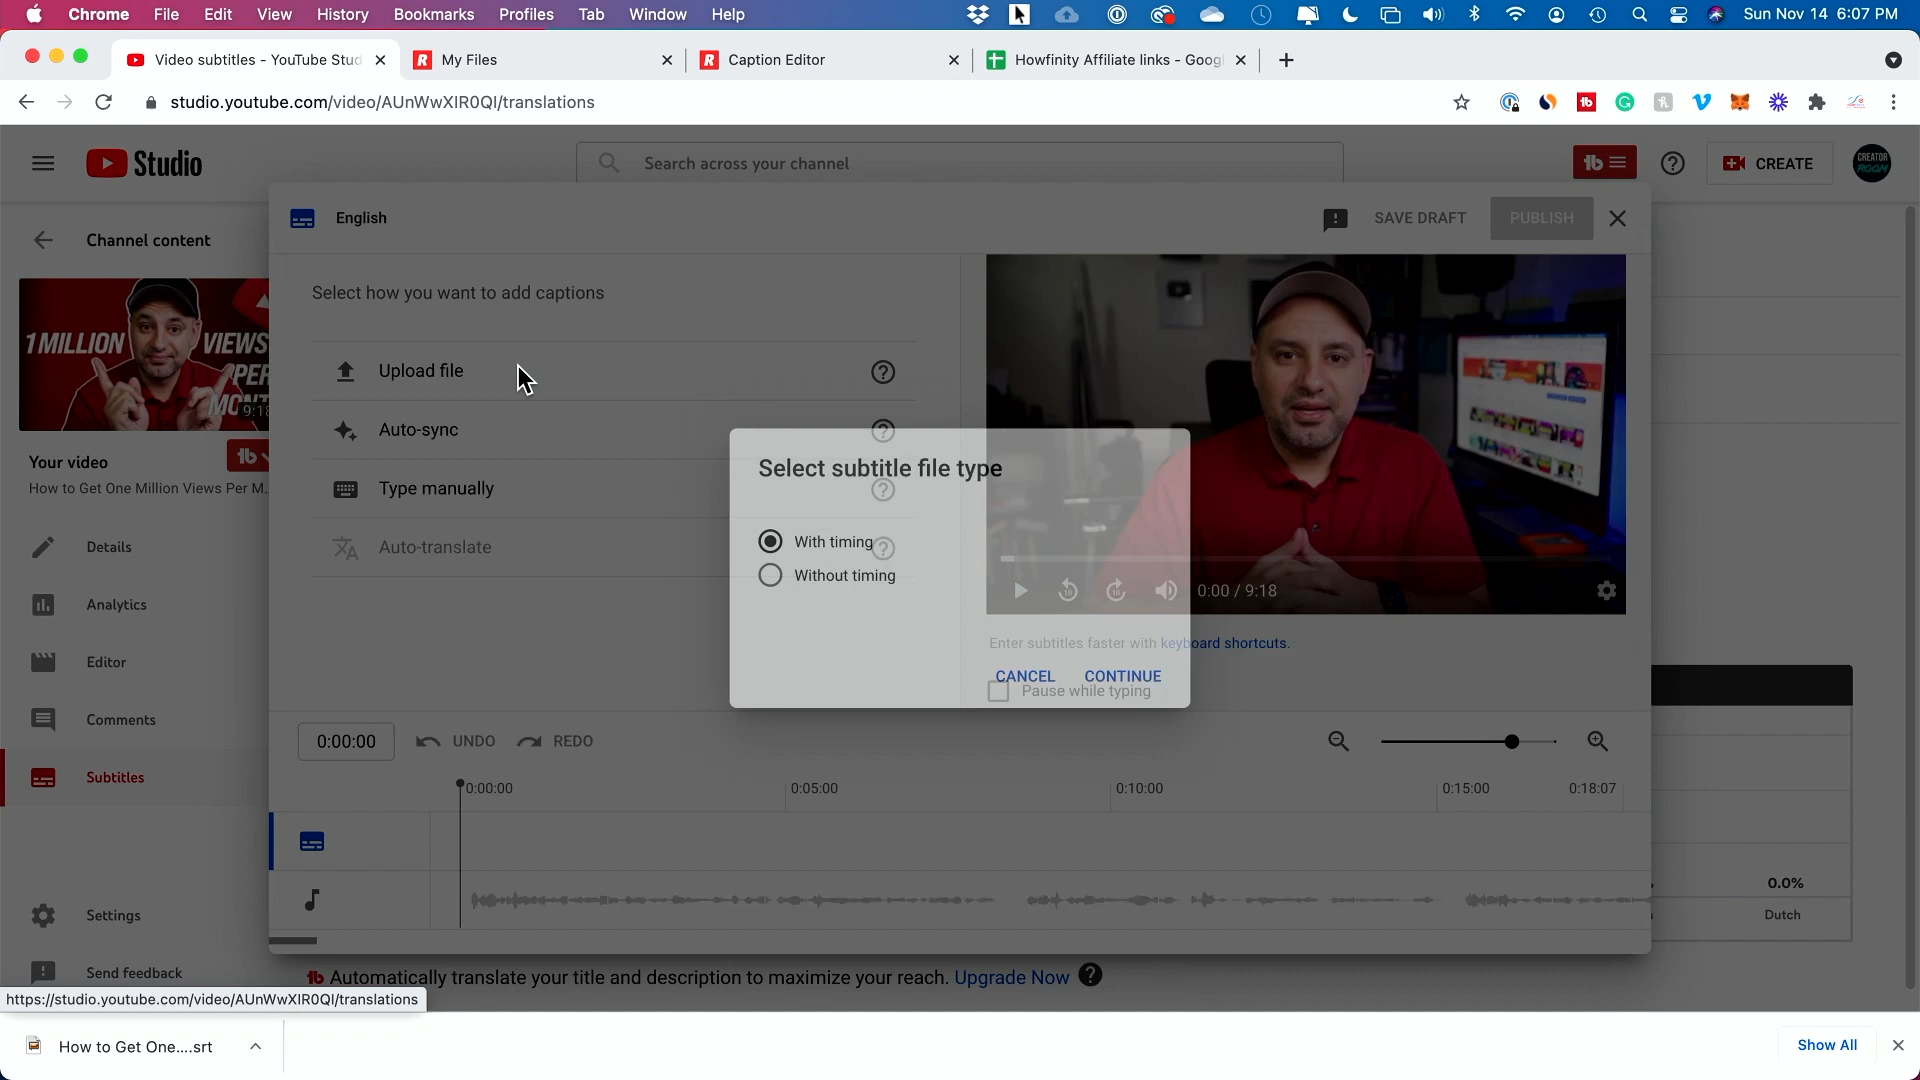 Chrome File Edit View History Bookmarks Profiles Tab Window Help
Sun Nov 14 6:07 PM
Video subtitles - YouTube Stud
My Files
Caption Editor
Howfinity Affiliate links - Googl
studio.youtube.com/video/AUnWwXIR0QI/translations
Studio
Search across your channel
CREATE
CREATOR
ROOM
English
SAVE DRAFT
PUBLISH
Channel content
Select how you want to add captions
1 MILLION VIEWS
PER
MONT
9:18
Upload file
Auto-sync
Your video
How to Get One Million Views Per M...
Select subtitle file type
Type manually
With timing
Without timing
Auto-translate
Details
Analytics
0:00 / 9:18
Enter subtitles faster with keyboard shortcuts.
Editor
CANCEL
CONTINUE
Pause while typing
Comments
0:00:00
UNDO
REDO
Subtitles
0:00:00
0:05:00
0:10:00
0:15:00
0:18:07
0.0%
Dutch
Settings
Send feedback
Automatically translate your title and description to maximize your reach. Upgrade Now
https://studio.youtube.com/video/AUnWwXIR0QI/translations
How to Get One....srt
Show All